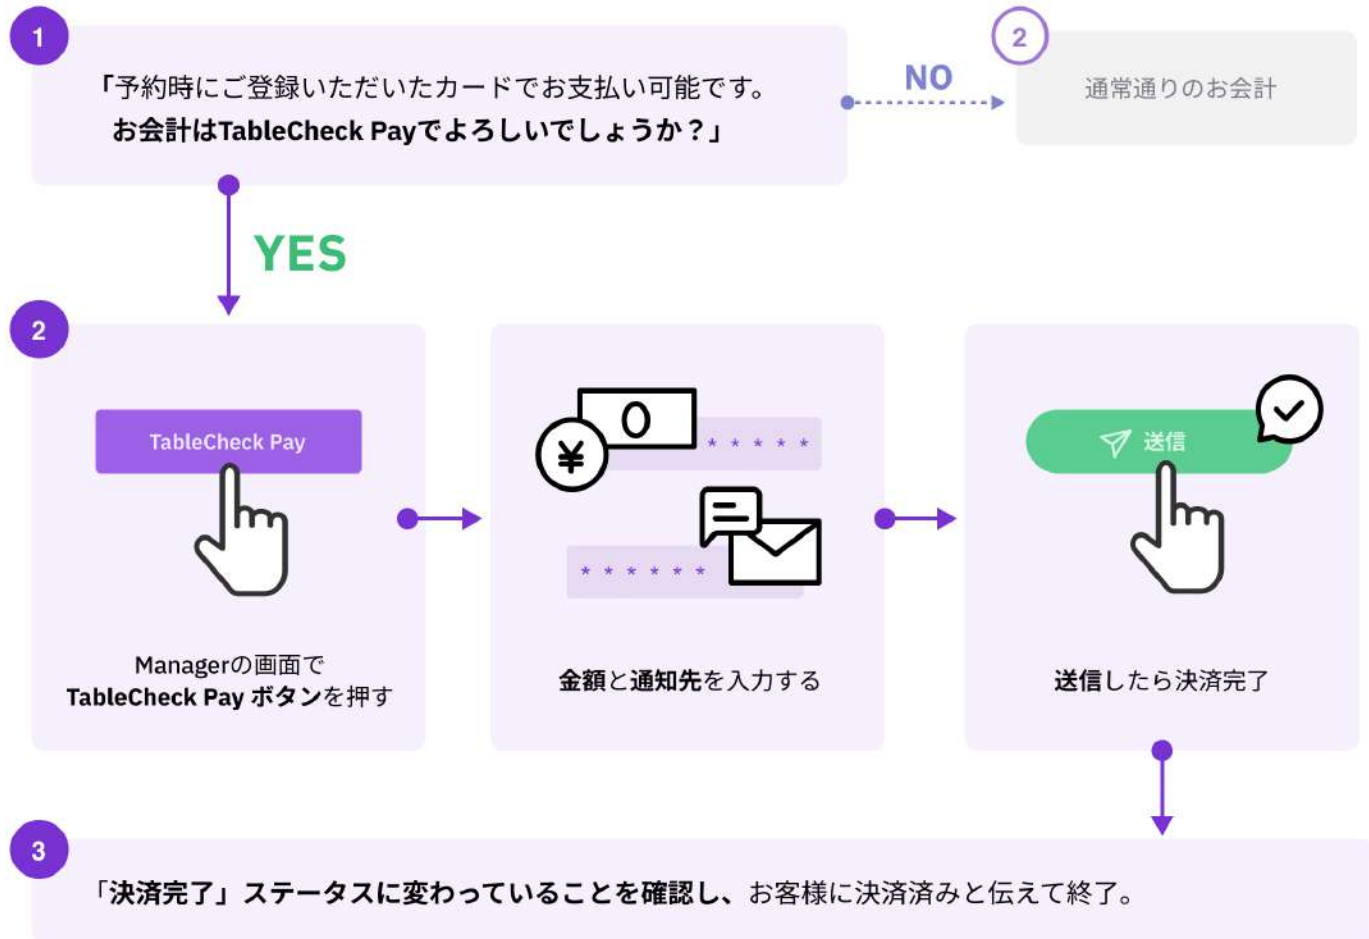 1
「予約時にご登録いただいたカードでお支払い可能です。
お会計はTableCheck Payでよろしいでしょうか？」
NO
2
通常通りのお会計
YES
2
TableCheck Pay
Managerの画面で
TableCheck Pay ボタンを押す
¥
* * * * *
* * * * * *
金額と通知先を入力する
送信
送信したら決済完了
3
「決済完了」ステータスに変わっていることを確認し、お客様に決済済みと伝えて終了。